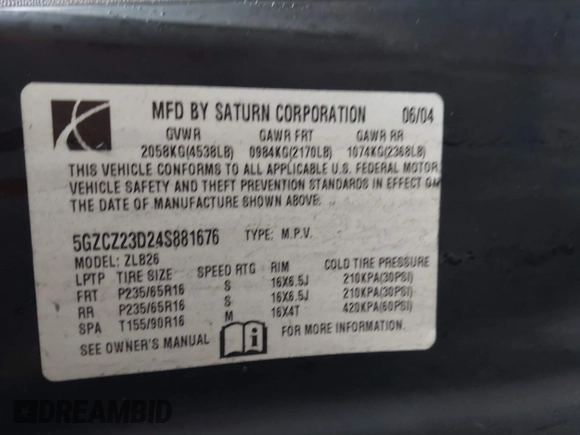 MFD BY SATURN CORPORATION 06/04
GVWR GAWR FRT GAWR RR
2058KG(4538LB) 0984KG(2170LB) 1074KG(2368LB)
THIS VEHICLE CONFORMS TO ALL APPLICABLE U.S. FEDERAL MOTOR
VEHICLE SAFETY AND THEFT PREVENTION STANDARDS IN EFFECT ON
DATE OF MANUFACTURE SHOWN ABOVE.
5GZCZ23D24S881676 TYPE: M.P.V.
MODEL: ZLB26
LPTP TIRE SIZE SPEED RTG RIM COLD TIRE PRESSURE
FRT P235/65R16 S 16X6.5J 210KPA(30PSI)
RR P235/65R16 S 16X6.5J 210KPA(30PSI)
SPA T155/90R16 M 16X4T 420KPA(60PSI)
SEE OWNER'S MANUAL FOR MORE INFORMATION.
DREAMBID